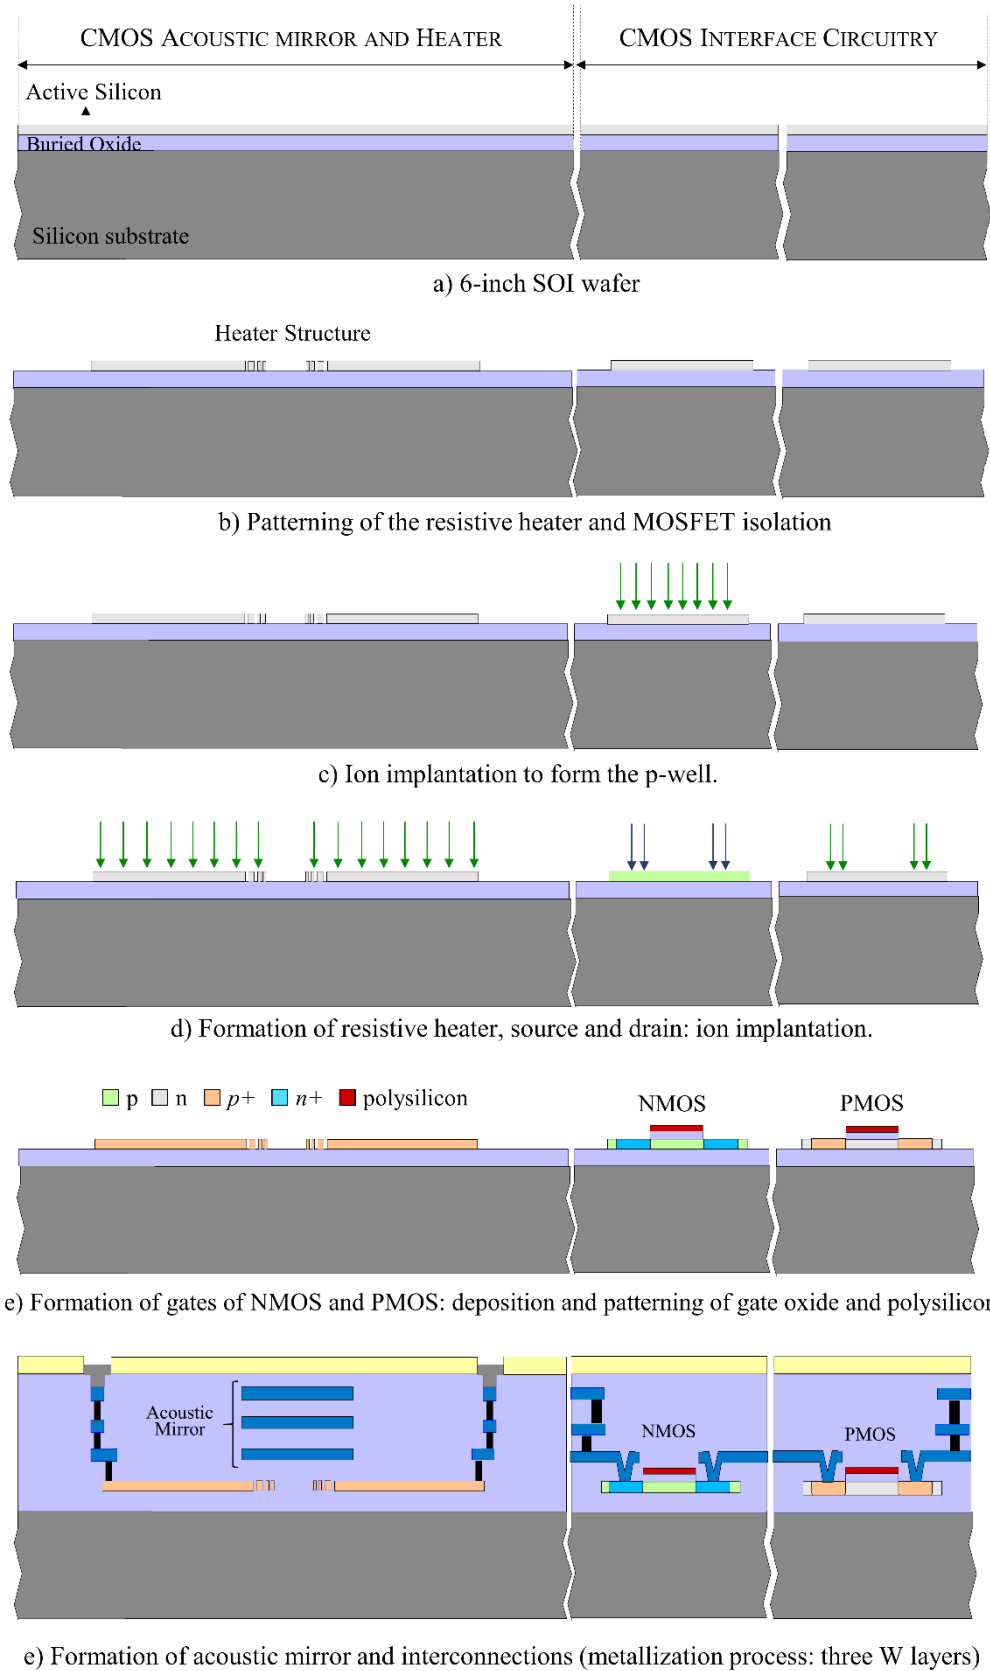 CMOS ACOUSTIC MIRROR AND HEATER
CMOS INTERFACE CIRCUITRY
Active Silicon
Buried Oxide
Silicon substrate
a) 6-inch SOI wafer
Heater Structure
b) Patterning of the resistive heater and MOSFET isolation
c) Ion implantation to form the p-well.
d) Formation of resistive heater, source and drain: ion implantation.
p n p+ n+ polysilicon
NMOS
PMOS
e) Formation of gates of NMOS and PMOS: deposition and patterning of gate oxide and polysilicon
Acoustic
Mirror
NMOS
PMOS
e) Formation of acoustic mirror and interconnections (metallization process: three W layers)